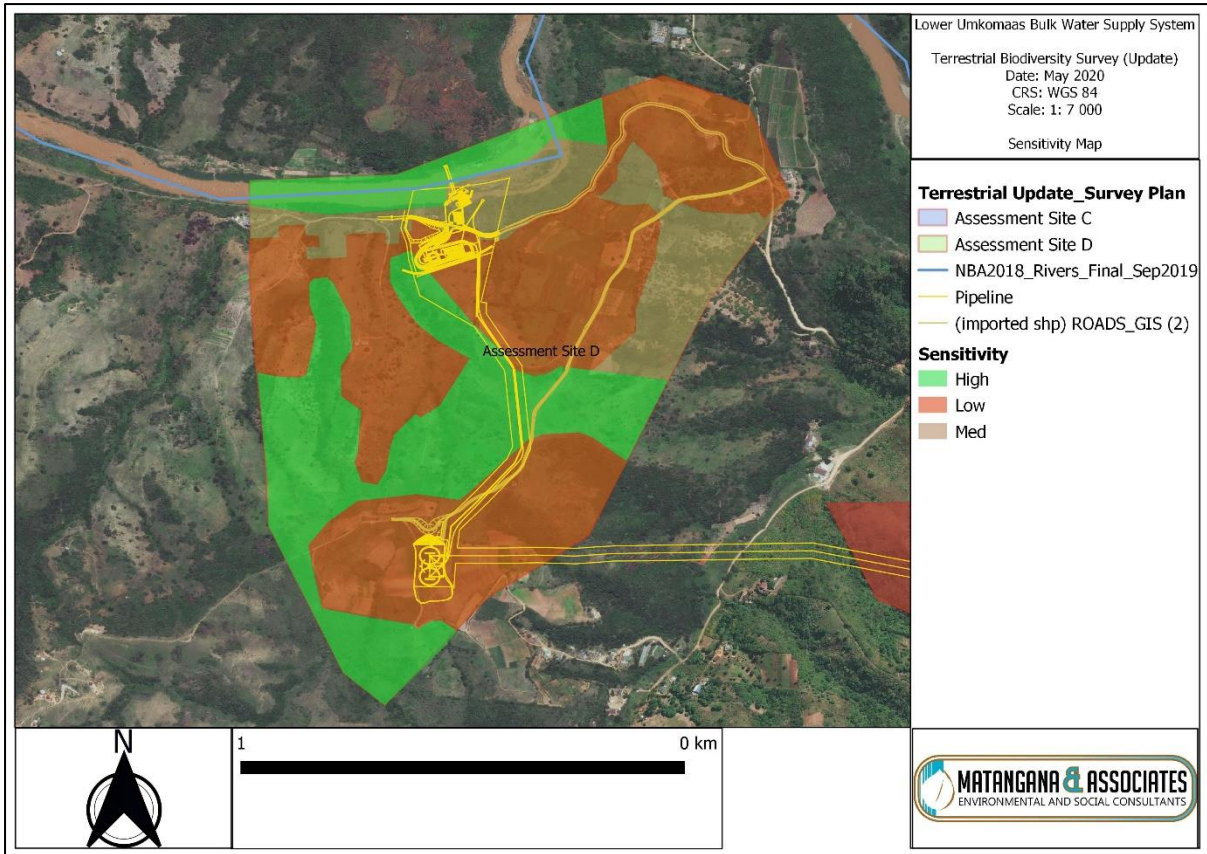 Lower Umkomaas Bulk Water Supply System
Terrestrial Biodiversity Survey (Update)
Date: May 2020
CRS: WGS 84
Scale: 1: 7 000
Sensitivity Map
Terrestrial Update_Survey Plan
Assessment Site C
Assessment Site D
NBA2018_Rivers_Final_Sep2019
Pipeline
(imported shp) ROADS_GIS (2)
Sensitivity
High
Low
Med
Assessment Site D
N
1 0 km
MATANGANA & ASSOCIATES
ENVIRONMENTAL AND SOCIAL CONSULTANTS